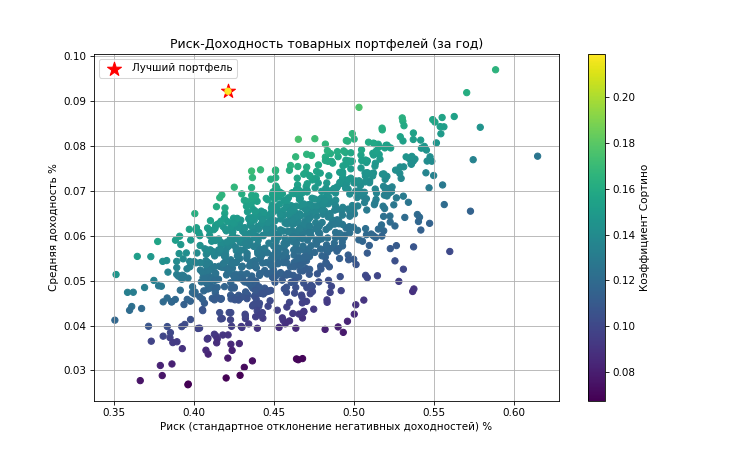 Риск-Доходность товарных портфелей (за год)
Лучший портфель
Средняя доходность %
0.10
0.09
0.08
0.07
0.06
0.05
0.04
0.03
0.35 0.40 0.45 0.50 0.55 0.60
Риск (стандартное отклонение негативных доходностей) %
0.20
0.18
0.16
0.14
0.12
0.10
0.08
Коэффициент Сортино